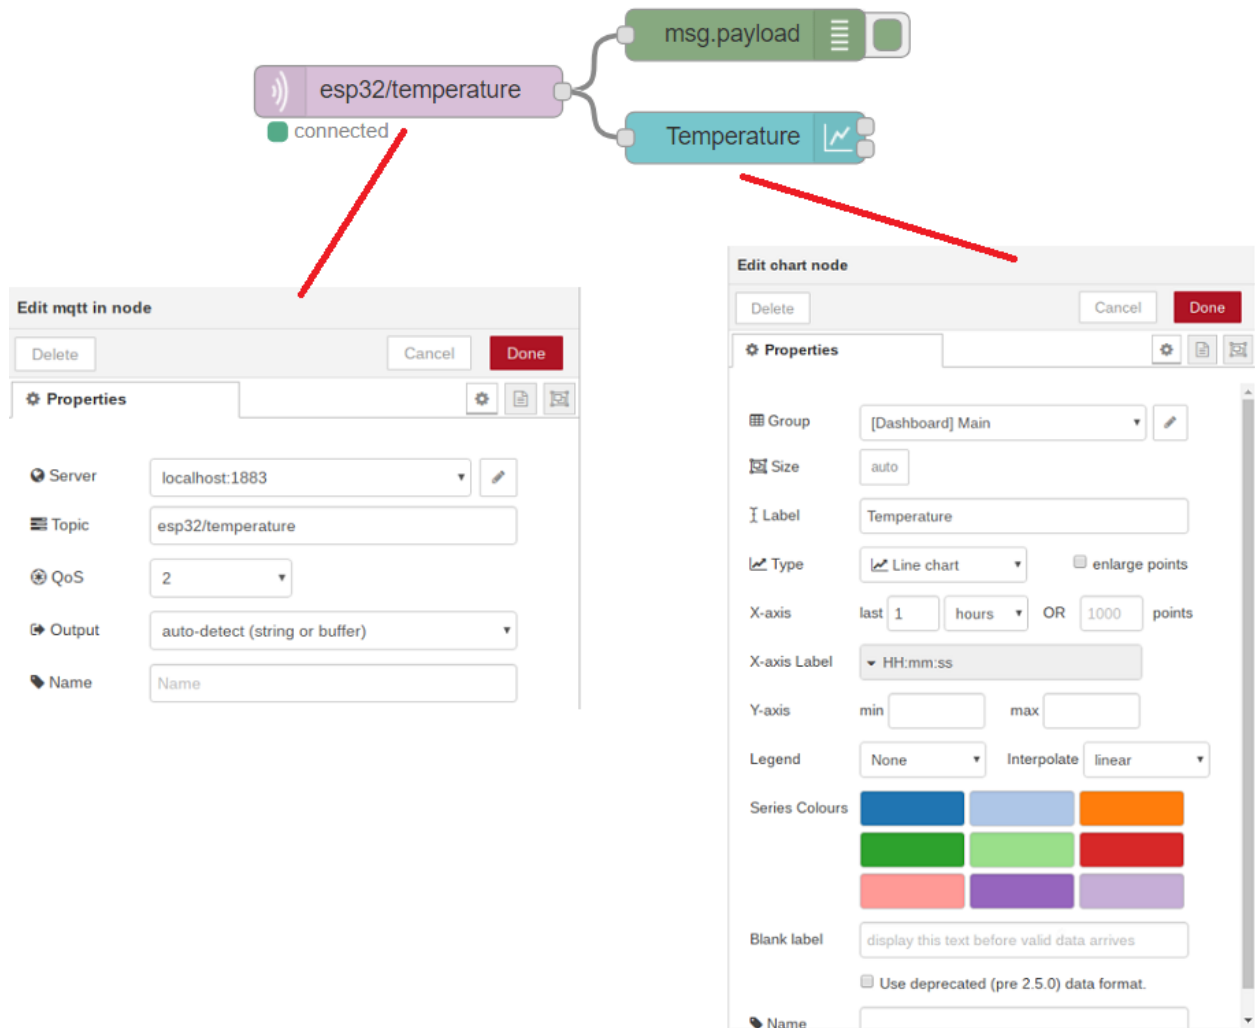 msg.payload
esp32/temperature
connected
Temperature
Edit mqtt in node
Delete
Cancel
Done
Properties
Server
localhost:1883
Topic
esp32/temperature
QoS
2
Output
auto-detect (string or buffer)
Name
Name
Edit chart node
Delete
Cancel
Done
Properties
Group
[Dashboard] Main
Size
auto
Label
Temperature
Type
Line chart
enlarge points
X-axis
last 1 hours OR 1000 points
X-axis Label
HH:mm:ss
Y-axis
min
max
Legend
None
Interpolate
linear
Series Colours
Blank label
display this text before valid data arrives
Use deprecated (pre 2.5.0) data format.
Name